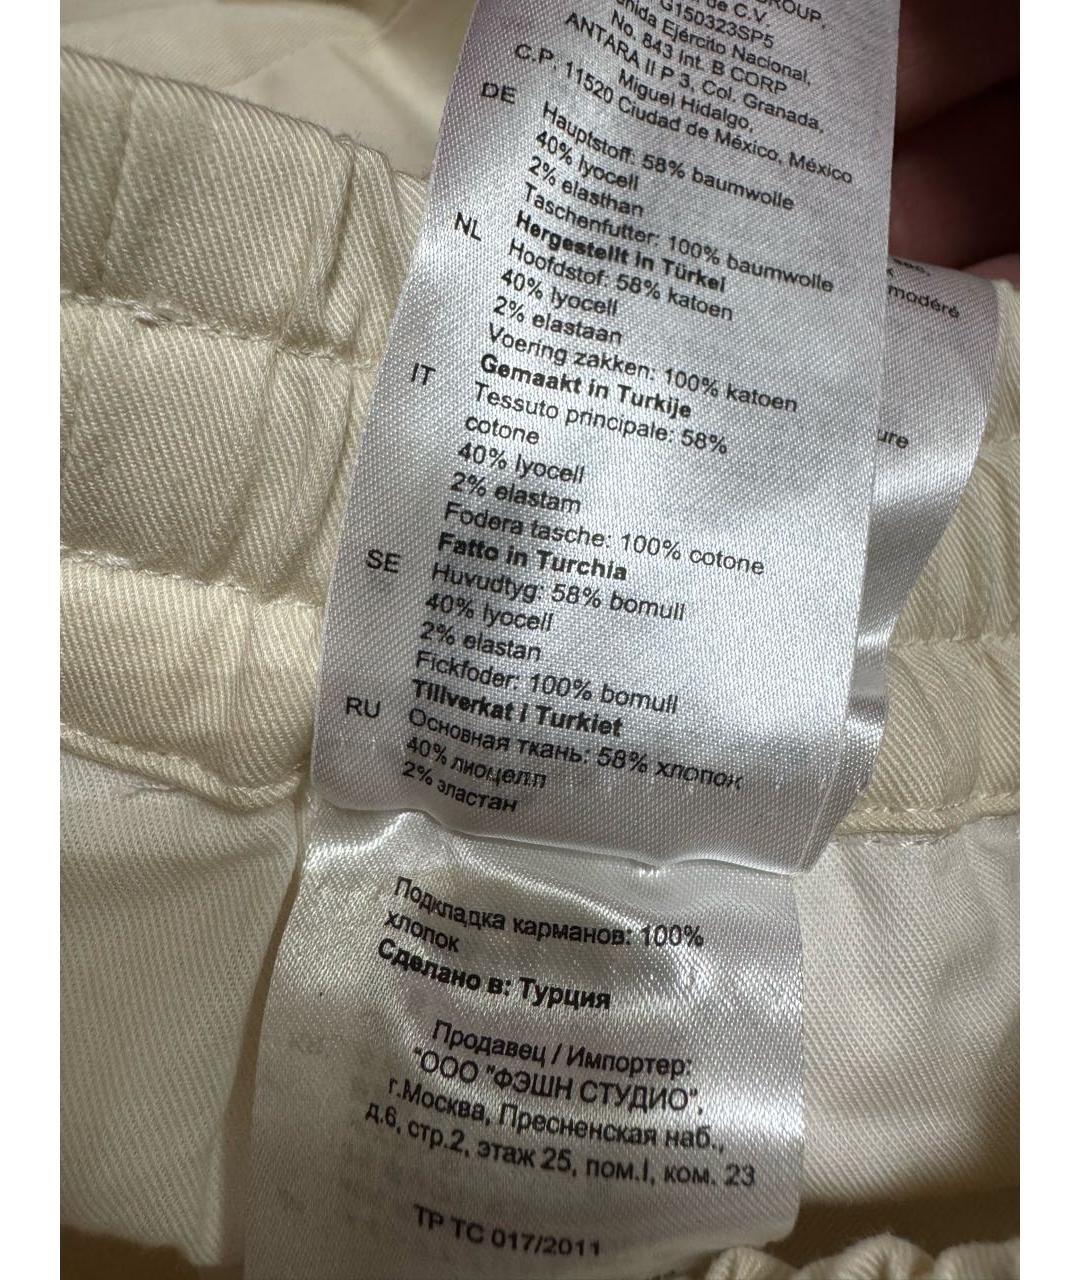 GROUP,
de C.V.
G150323SP5
Ejército Nacional,
No. 843 Int. B CORP
ANTARA II P 3, Col. Granada,
Miguel Hidalgo,
C.P. 11520 Ciudad de México, México
DE
Hauptstoff: 58% baumwolle
40% lyocell
2% elasthan
Taschenfutter: 100% baumwolle
Hergestellt in Türkei
NL
Hoofdstof: 58% katoen
40% lyocell
2% elastaan
Voering zakken: 100% katoen
Gemaakt in Turkije
IT
Tessuto principale: 58%
cotone
40% lyocell
2% elastam
Fodera tasche: 100% cotone
Fatto in Turchia
SE
Huvudtyg: 58% bomull
40% lyocell
2% elastan
Fickfoder: 100% bomull
Tillverkat i Turkiet
RU
Основная ткань: 58% хлопок
40% лиоцелл
2% эластан
Подкладка карманов: 100%
хлопок
Сделано в: Турция
Продавец / Импортер:
"ООО "ФЭШН СТУДИО",
г.Москва, Пресненская наб.,
д.6, стр.2, этаж 25, пом.I, ком. 23
ТР ТС 017/2011
modéré